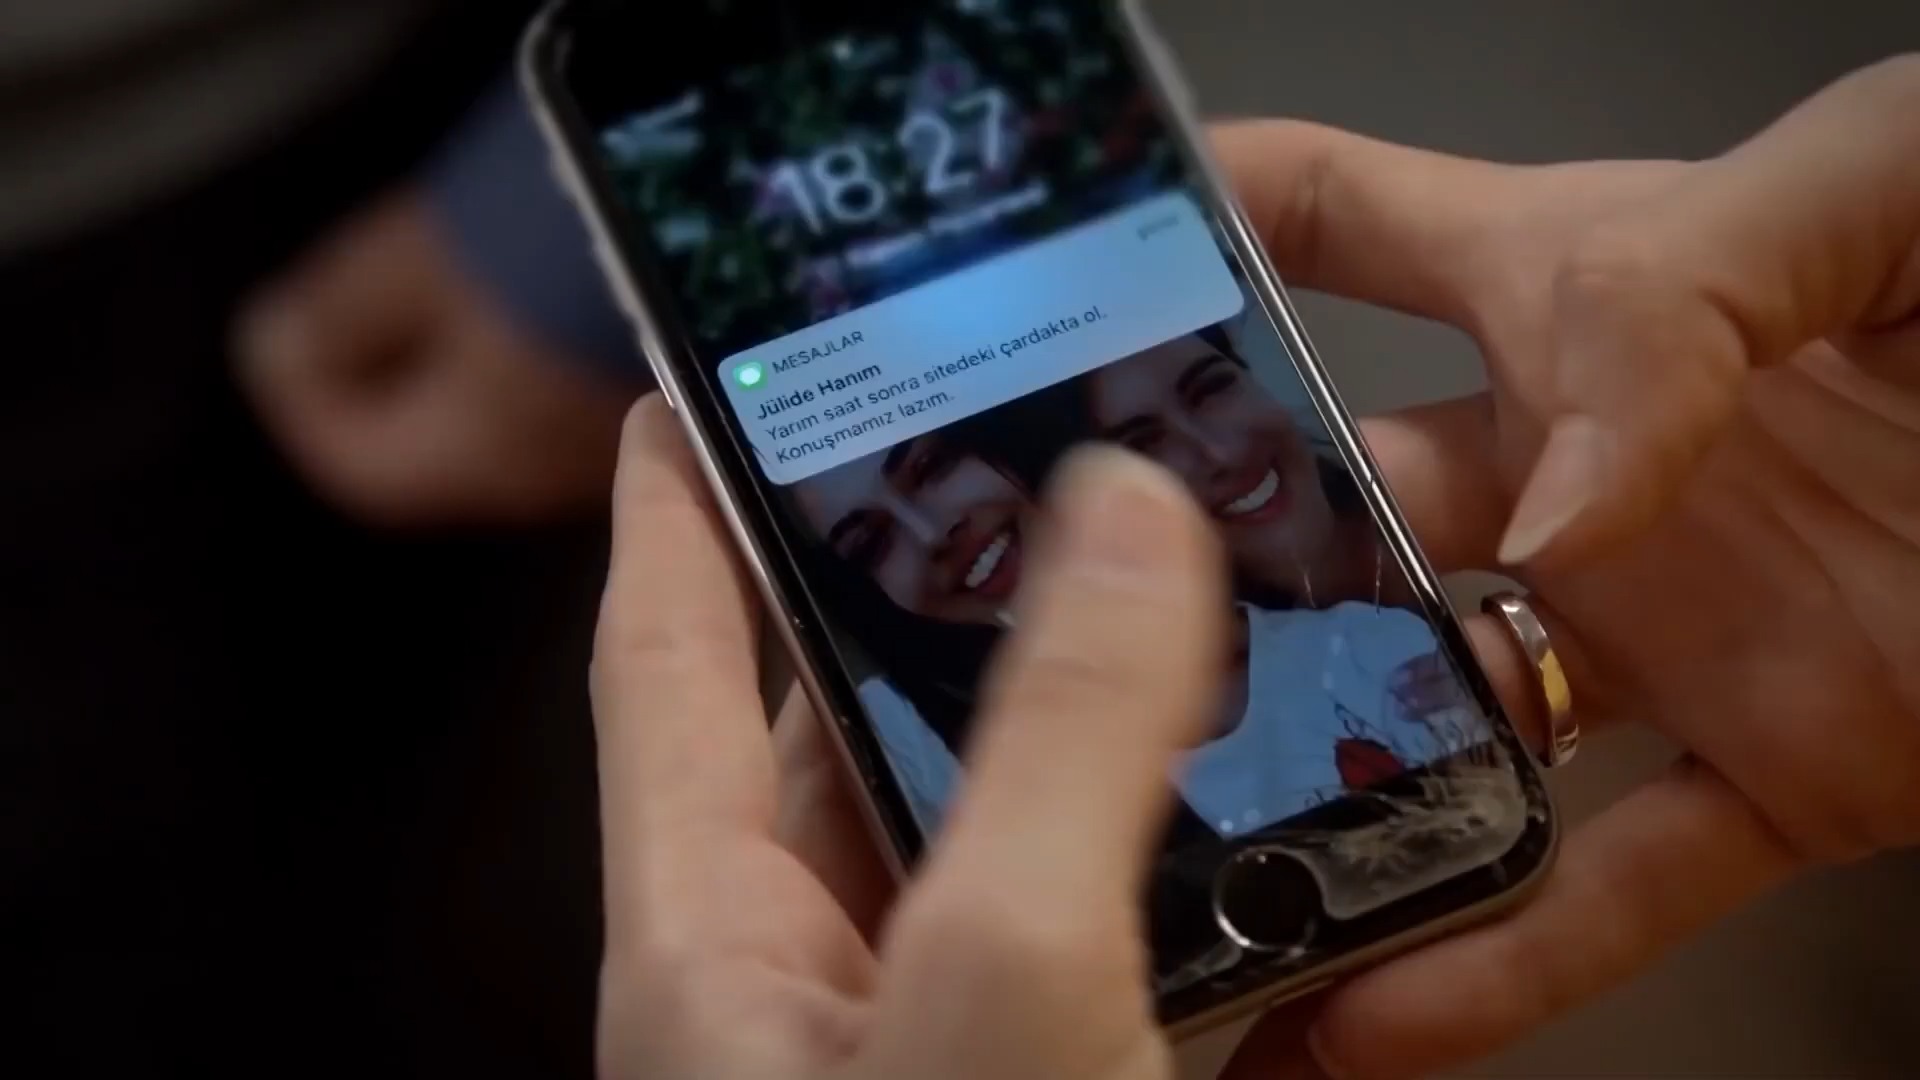 18 27
MESAJLAR
Jülide Hanım
Yarım saat sonra sitedeki çardakta ol.
Konuşmamız lazım.